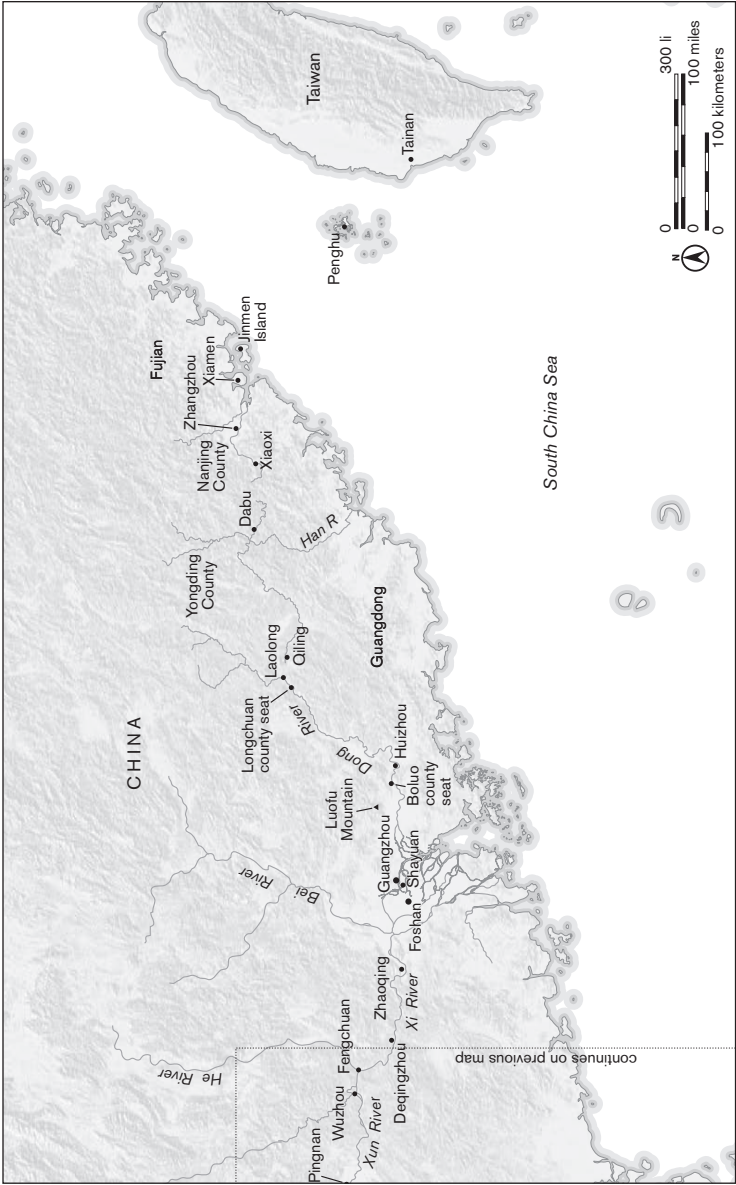 Taiwan
Tainan
Penghu
300 li
0
100 miles
0
100 kilometers
0
N
Fujian
Jinmen
Island
Xiamen
Zhangzhou
Nanjing
County
Xiaoxi
Dabu
Han R
Yongding
County
South China Sea
CHINA
Guangdong
Laolong
Qiling
Longchuan
county seat
Dong
River
Huizhou
Boluo
county
seat
Luofu
Mountain
Guangzhou
Shayuan
Foshan
Bei
River
Zhaoqing
Xi River
Fengchuan
Deqingzhou
He River
Wuzhou
Xun River
Pingnan
continues on previous map